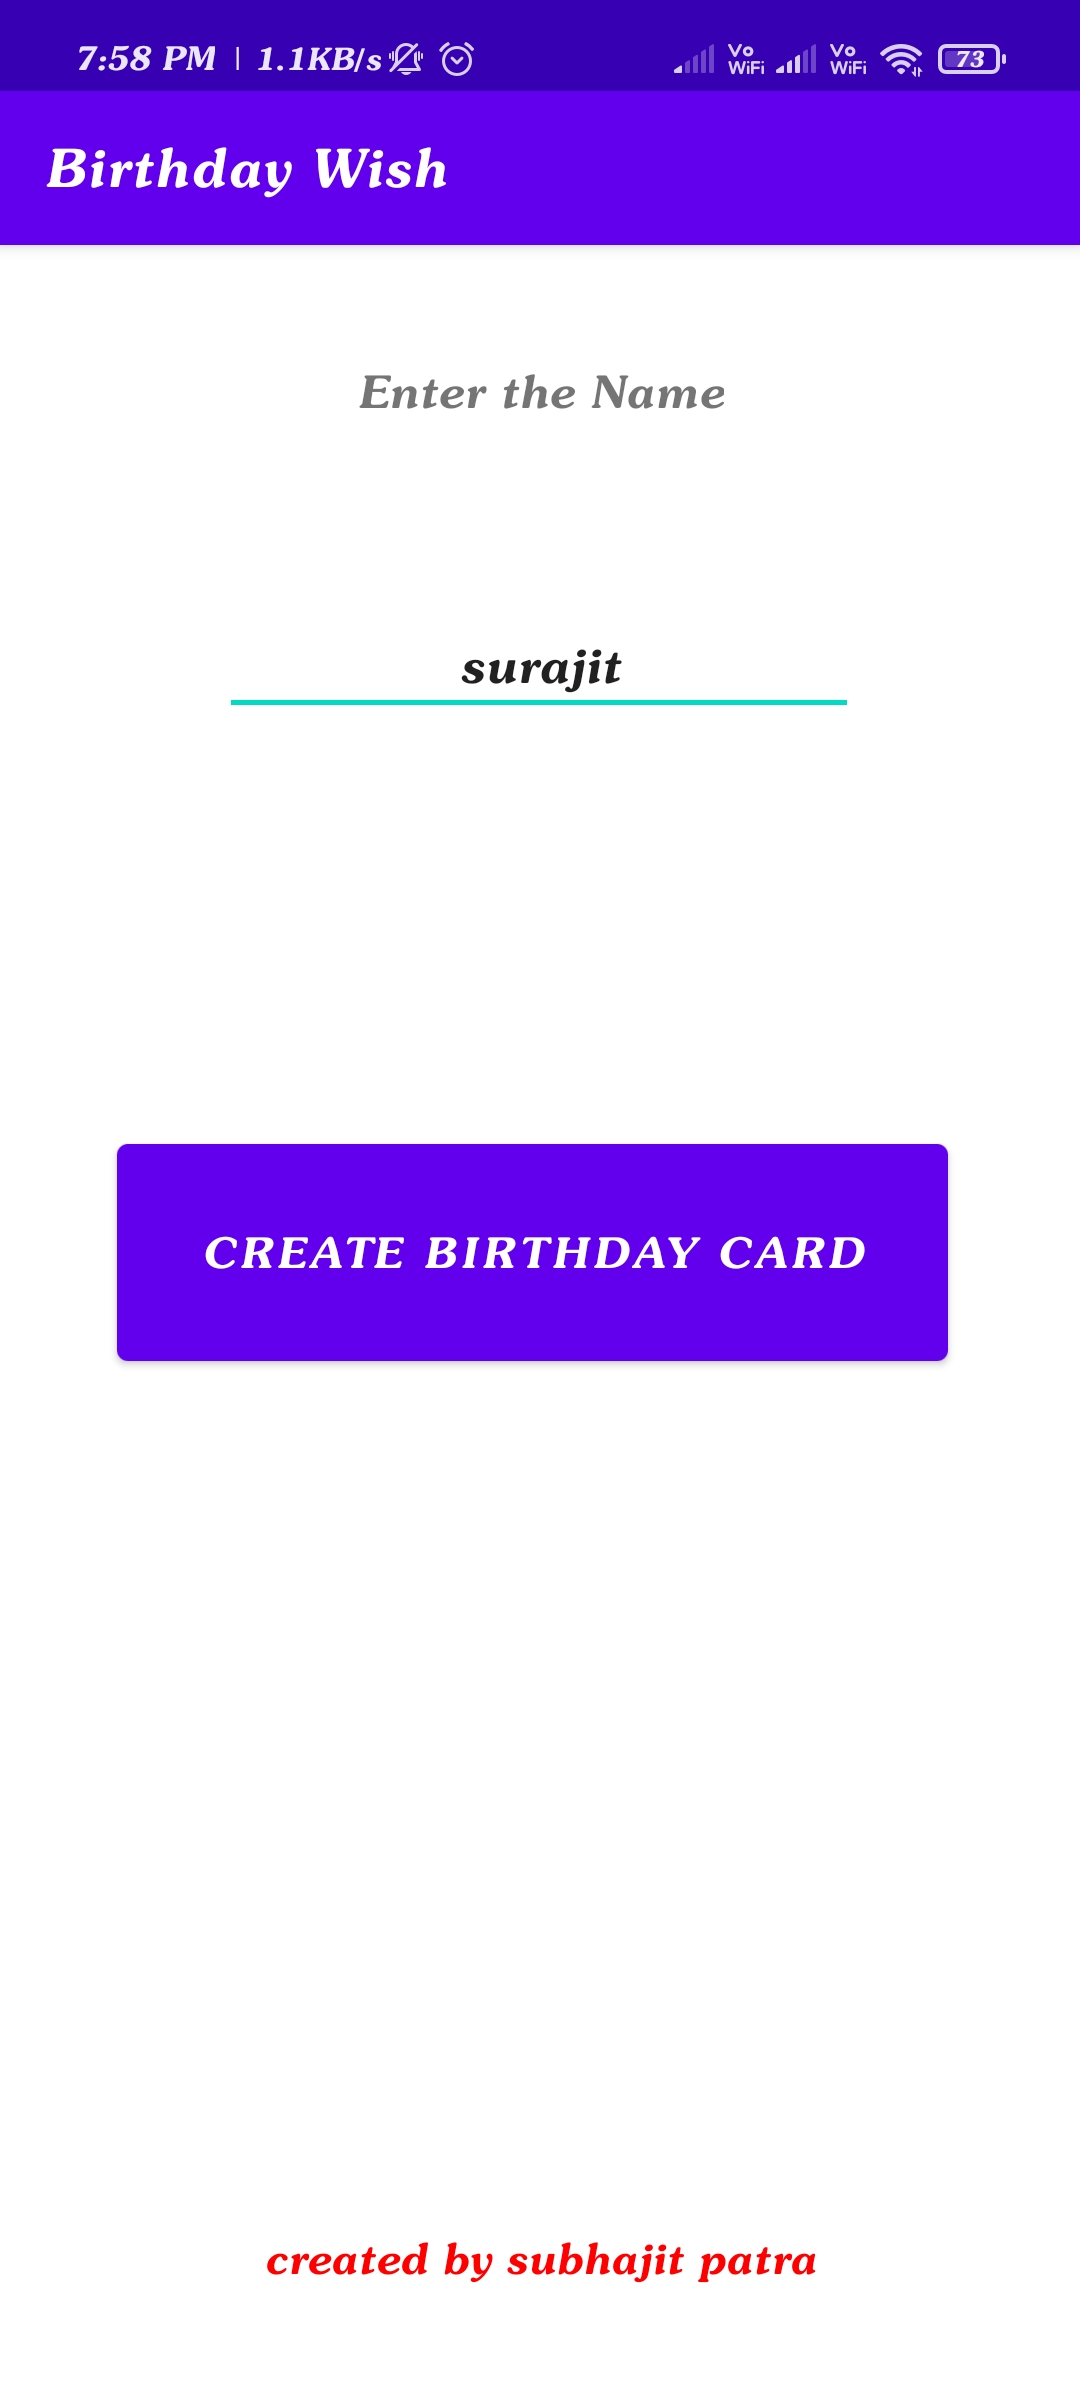 7:58 PM | 1.1KB/s Vo WiFi Vo WiFi 73
Birthday Wish
Enter the Name
surajit
CREATE BIRTHDAY CARD
created by subhajit patra